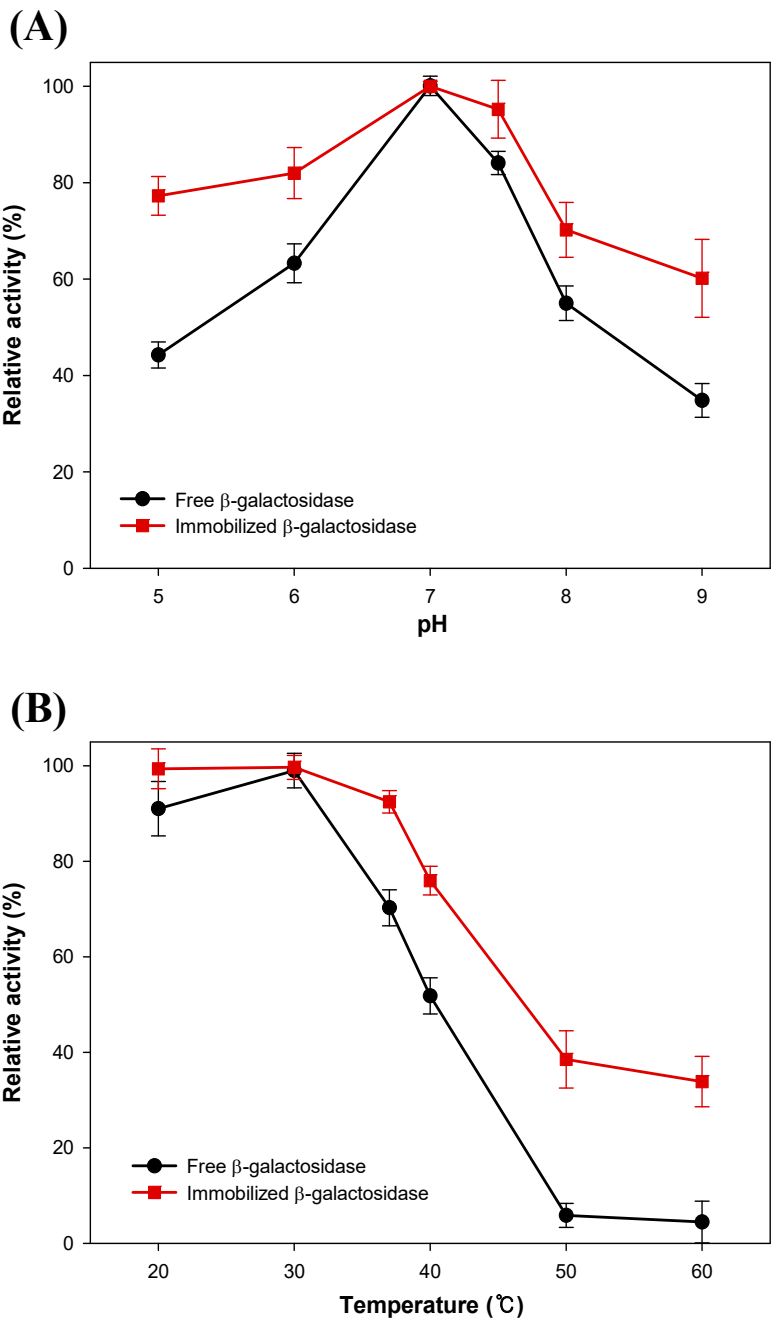 (A)
Relative activity (%)
100
80
60
40
20
0
Free β-galactosidase
Immobilized β-galactosidase
5 6 7 8 9
pH
(B)
Relative activity (%)
100
80
60
40
20
0
Free β-galactosidase
Immobilized β-galactosidase
20 30 40 50 60
Temperature (℃)